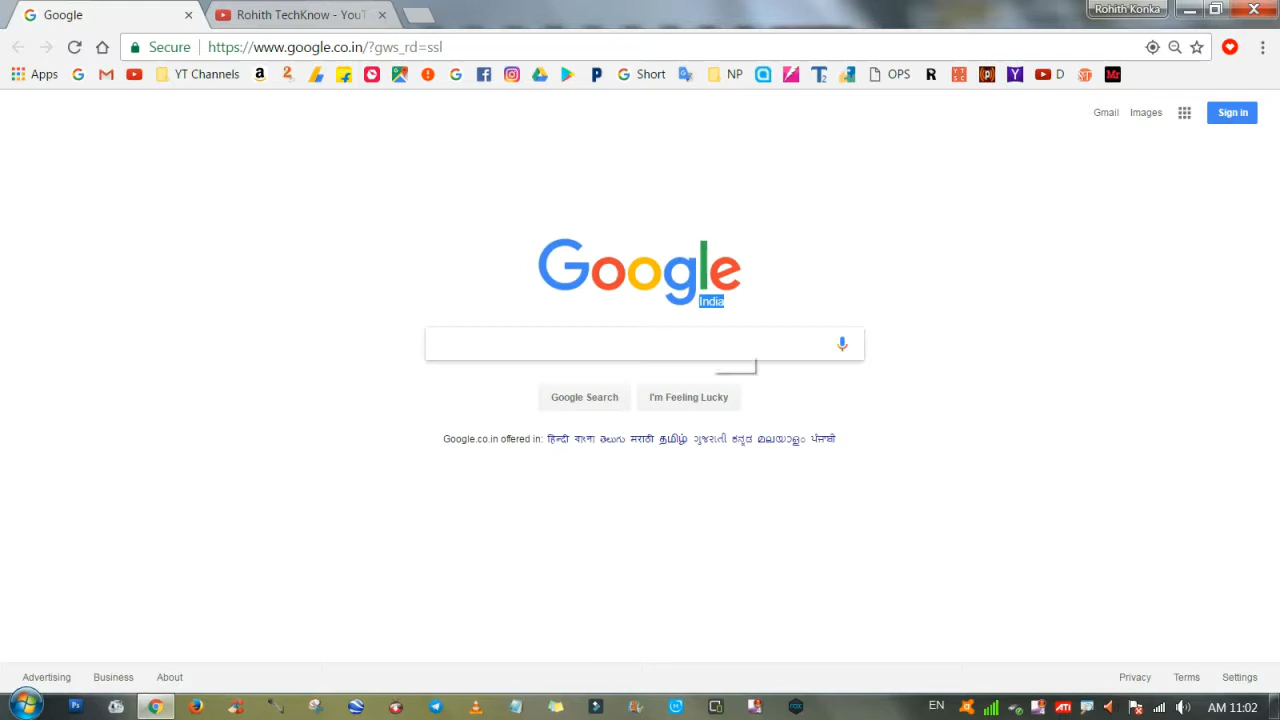 Google
Rohith TechKnow - YouT
Rohith Konka
Secure
https://www.google.co.in/?gws_rd=ssl
Apps
YT Channels
Short
NP
OPS
D
Gmail
Images
Sign in
Google
India
Google Search
I'm Feeling Lucky
Google.co.in offered in: हिन्दी বাংলা తెలుగు मराठी தமிழ் ગુજરાતી ಕನ್ನಡ മലയാളം ਪੰਜਾਬੀ
Advertising
Business
About
Privacy
Terms
Settings
EN
ATI
AM 11:02